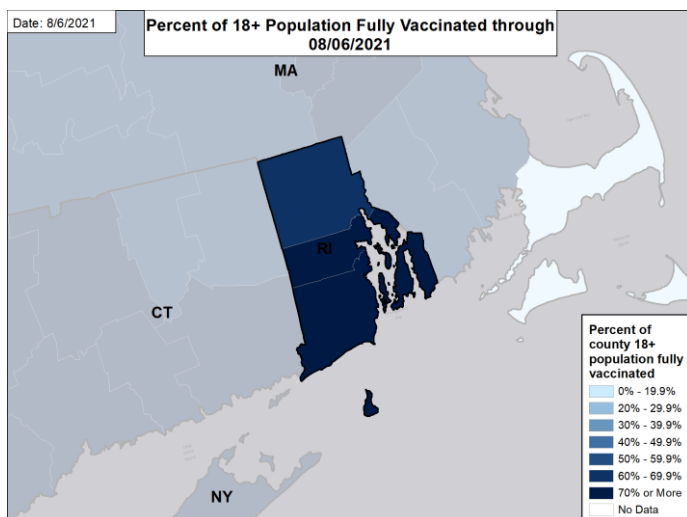 Date: 8/6/2021
Percent of 18+ Population Fully Vaccinated through
08/06/2021
MA
RI
CT
NY
Percent of
county 18+
population fully
vaccinated
0% - 19.9%
20% - 29.9%
30% - 39.9%
40% - 49.9%
50% - 59.9%
60% - 69.9%
70% or More
No Data